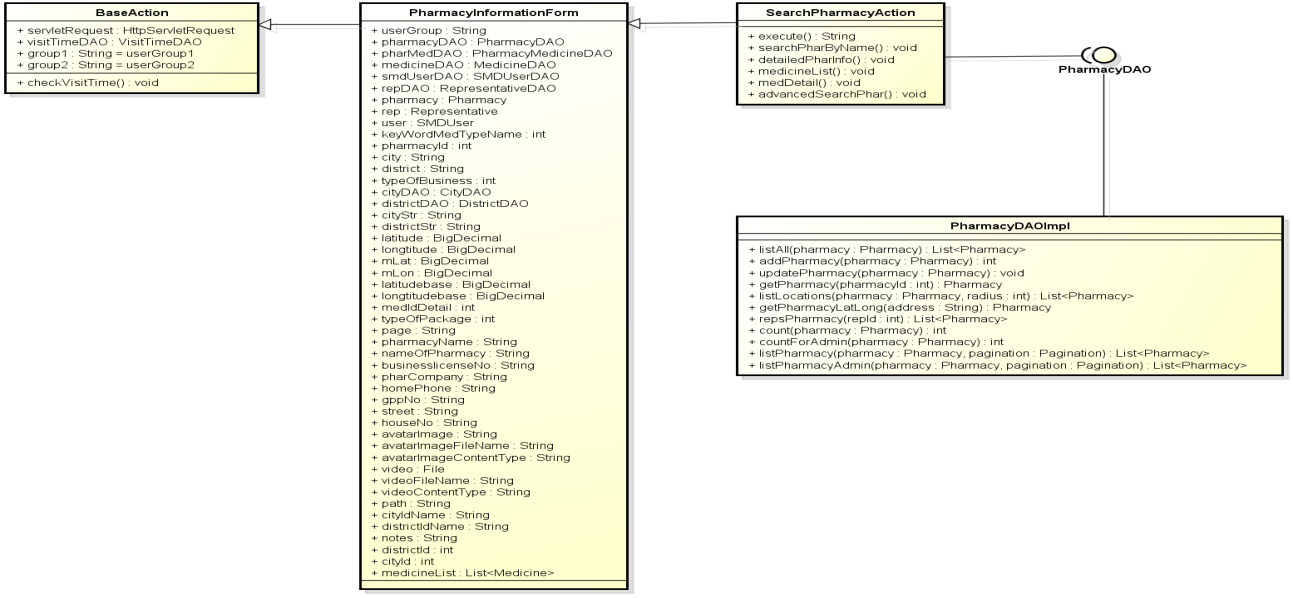 BaseAction
+ servletRequest : HttpServletRequest
+ visitTimeDAO : VisitTimeDAO
+ group1 : String = userGroup1
+ group2 : String = userGroup2
+ checkVisitTime() : void
PharmacyInformationForm
+ userGroup : String
+ pharmacyDAO : PharmacyDAO
+ pharMedDAO : PharmacyMedicineDAO
+ medicineDAO : MedicineDAO
+ smdUserDAO : SMDUserDAO
+ repDAO : RepresentativeDAO
+ pharmacy : Pharmacy
+ rep : Representative
+ user : SMDUser
+ keyWordMedTypeName : int
+ pharmacyId : int
+ city : String
+ district : String
+ typeOfBusiness : int
+ cityDAO : CityDAO
+ districtDAO : DistrictDAO
+ cityStr : String
+ districtStr : String
+ latitude : BigDecimal
+ longtitude : BigDecimal
+ mLat : BigDecimal
+ mLon : BigDecimal
+ latitudebase : BigDecimal
+ longtitudebase : BigDecimal
+ medIdDetail : int
+ typeOfPackage : int
+ page : String
+ pharmacyName : String
+ nameOfPharmacy : String
+ businesslicenseNo : String
+ pharCompany : String
+ homePhone : String
+ gppNo : String
+ street : String
+ houseNo : String
+ avatarImage : String
+ avatarImageFileName : String
+ avatarImageContentType : String
+ video : File
+ videoFileName : String
+ videoContentType : String
+ path : String
+ cityIdName : String
+ districtIdName : String
+ notes : String
+ districtId : int
+ cityId : int
+ medicineList : List<Medicine>
SearchPharmacyAction
+ execute() : String
+ searchPharByName() : void
+ detailedPharInfo() : void
+ medicineList() : void
+ medDetail() : void
+ advancedSearchPhar() : void
PharmacyDAO
PharmacyDAOImpl
+ listAll(pharmacy : Pharmacy) : List<Pharmacy>
+ addPharmacy(pharmacy : Pharmacy) : int
+ updatePharmacy(pharmacy : Pharmacy) : void
+ getPharmacy(pharmacyId : int) : Pharmacy
+ listLocations(pharmacy : Pharmacy, radius : int) : List<Pharmacy>
+ getPharmacyLatLong(address : String) : Pharmacy
+ repsPharmacy(repId : int) : List<Pharmacy>
+ count(pharmacy : Pharmacy) : int
+ countForAdmin(pharmacy : Pharmacy) : int
+ listPharmacy(pharmacy : Pharmacy, pagination : Pagination) : List<Pharmacy>
+ listPharmacyAdmin(pharmacy : Pharmacy, pagination : Pagination) : List<Pharmacy>